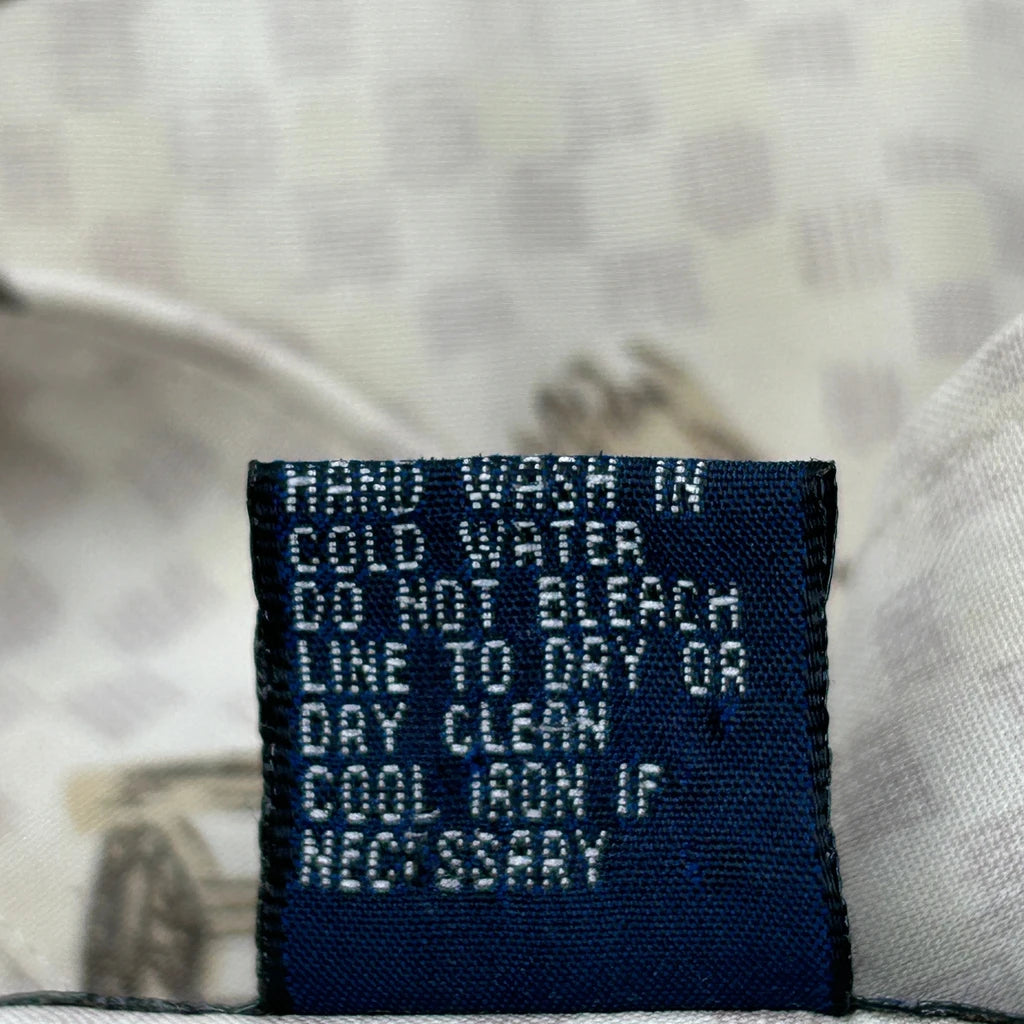 HAND WASH IN
COLD WATER
DO NOT BLEACH
LINE TO DRY OR
DRY CLEAN
COOL IRON IF
NECESSARY